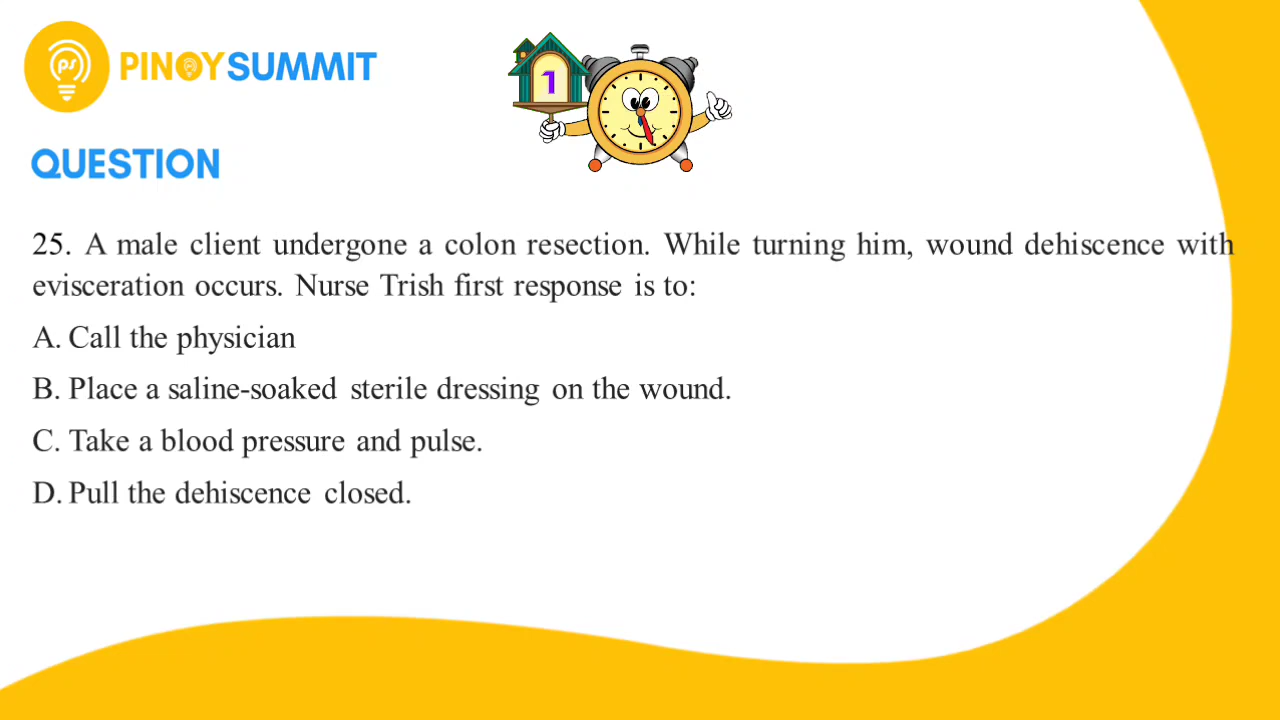 PINOYSUMMIT
1
QUESTION
25. A male client undergone a colon resection. While turning him, wound dehiscence with
evisceration occurs. Nurse Trish first response is to:
A. Call the physician
B. Place a saline-soaked sterile dressing on the wound.
C. Take a blood pressure and pulse.
D. Pull the dehiscence closed.